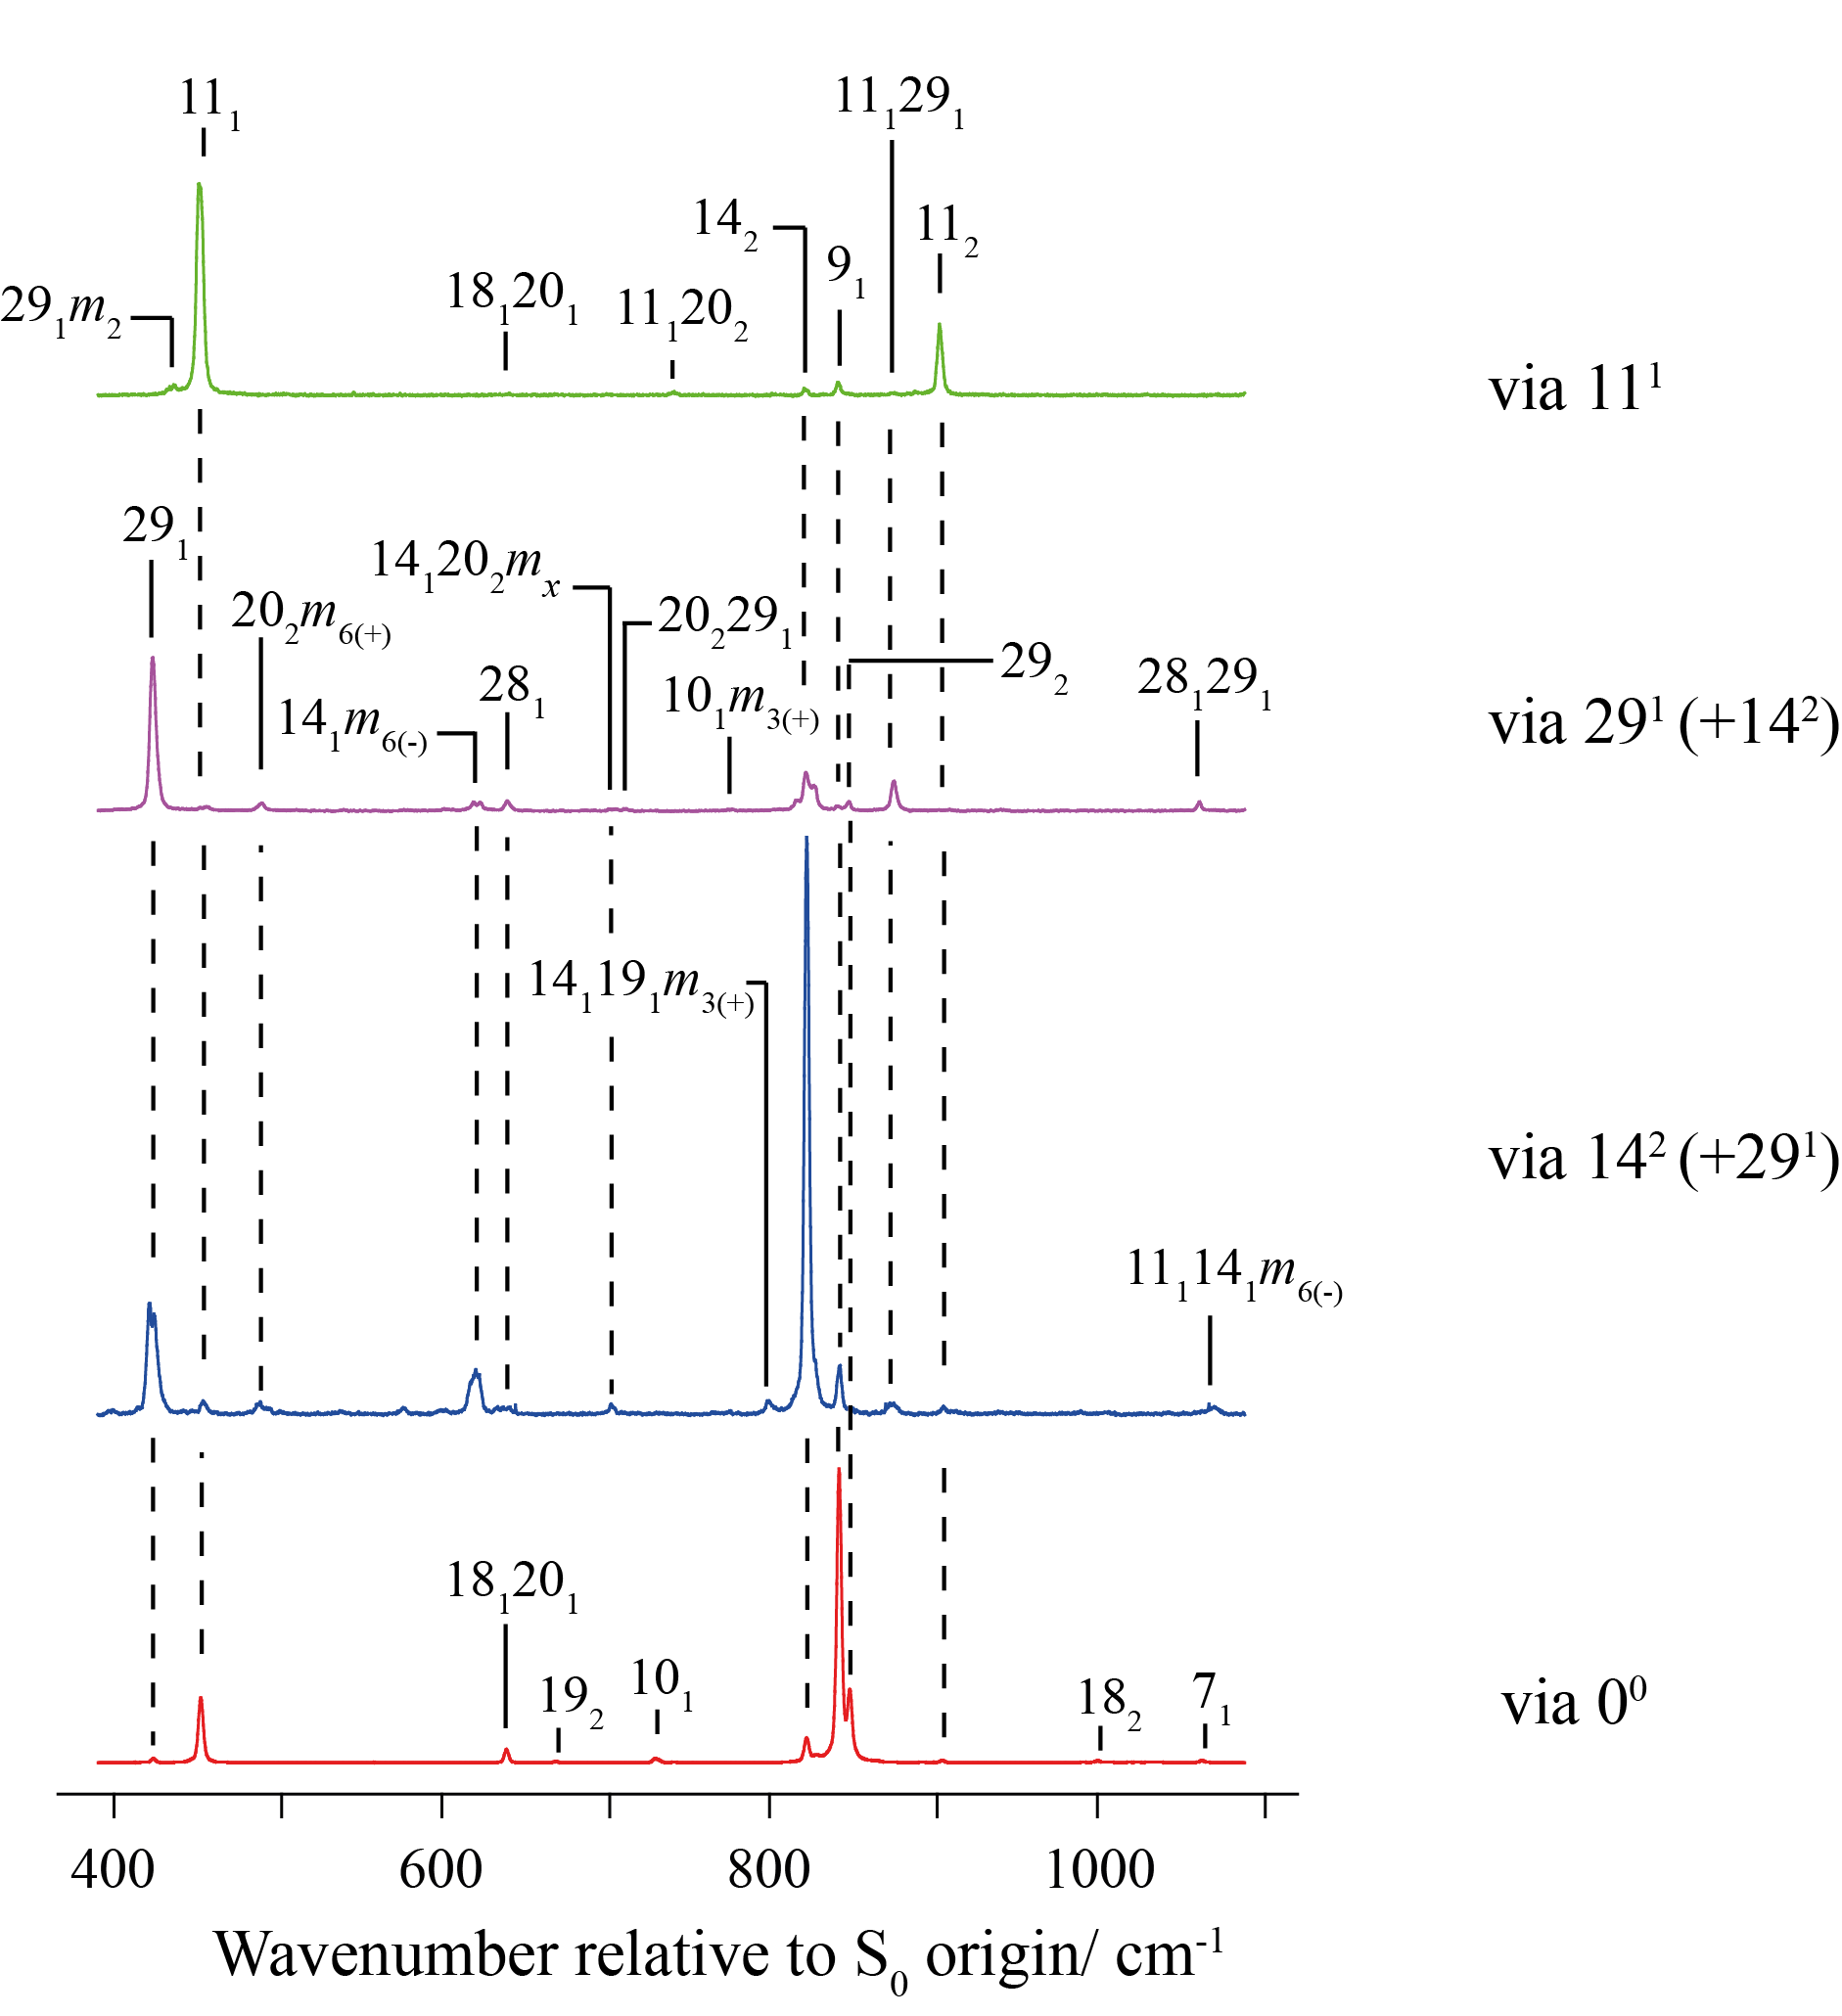 11₁
11₁29₁
14₂
11₂
9₁
18₁20₁
11₁20₂
29₁m₂
via 11¹
29₁
14₁20₂mₓ
20₂m₆₍₊₎
20₂29₁
29₂
28₁
10₁m₃₍₊₎
28₁29₁
14₁m₆₍₋₎
via 29¹ (+14²)
14₁19₁m₃₍₊₎
via 14² (+29¹)
11₁14₁m₆₍₋₎
18₁20₁
19₂
10₁
18₂
7₁
via 0⁰
400 600 800 1000
Wavenumber relative to S₀ origin/ cm⁻¹